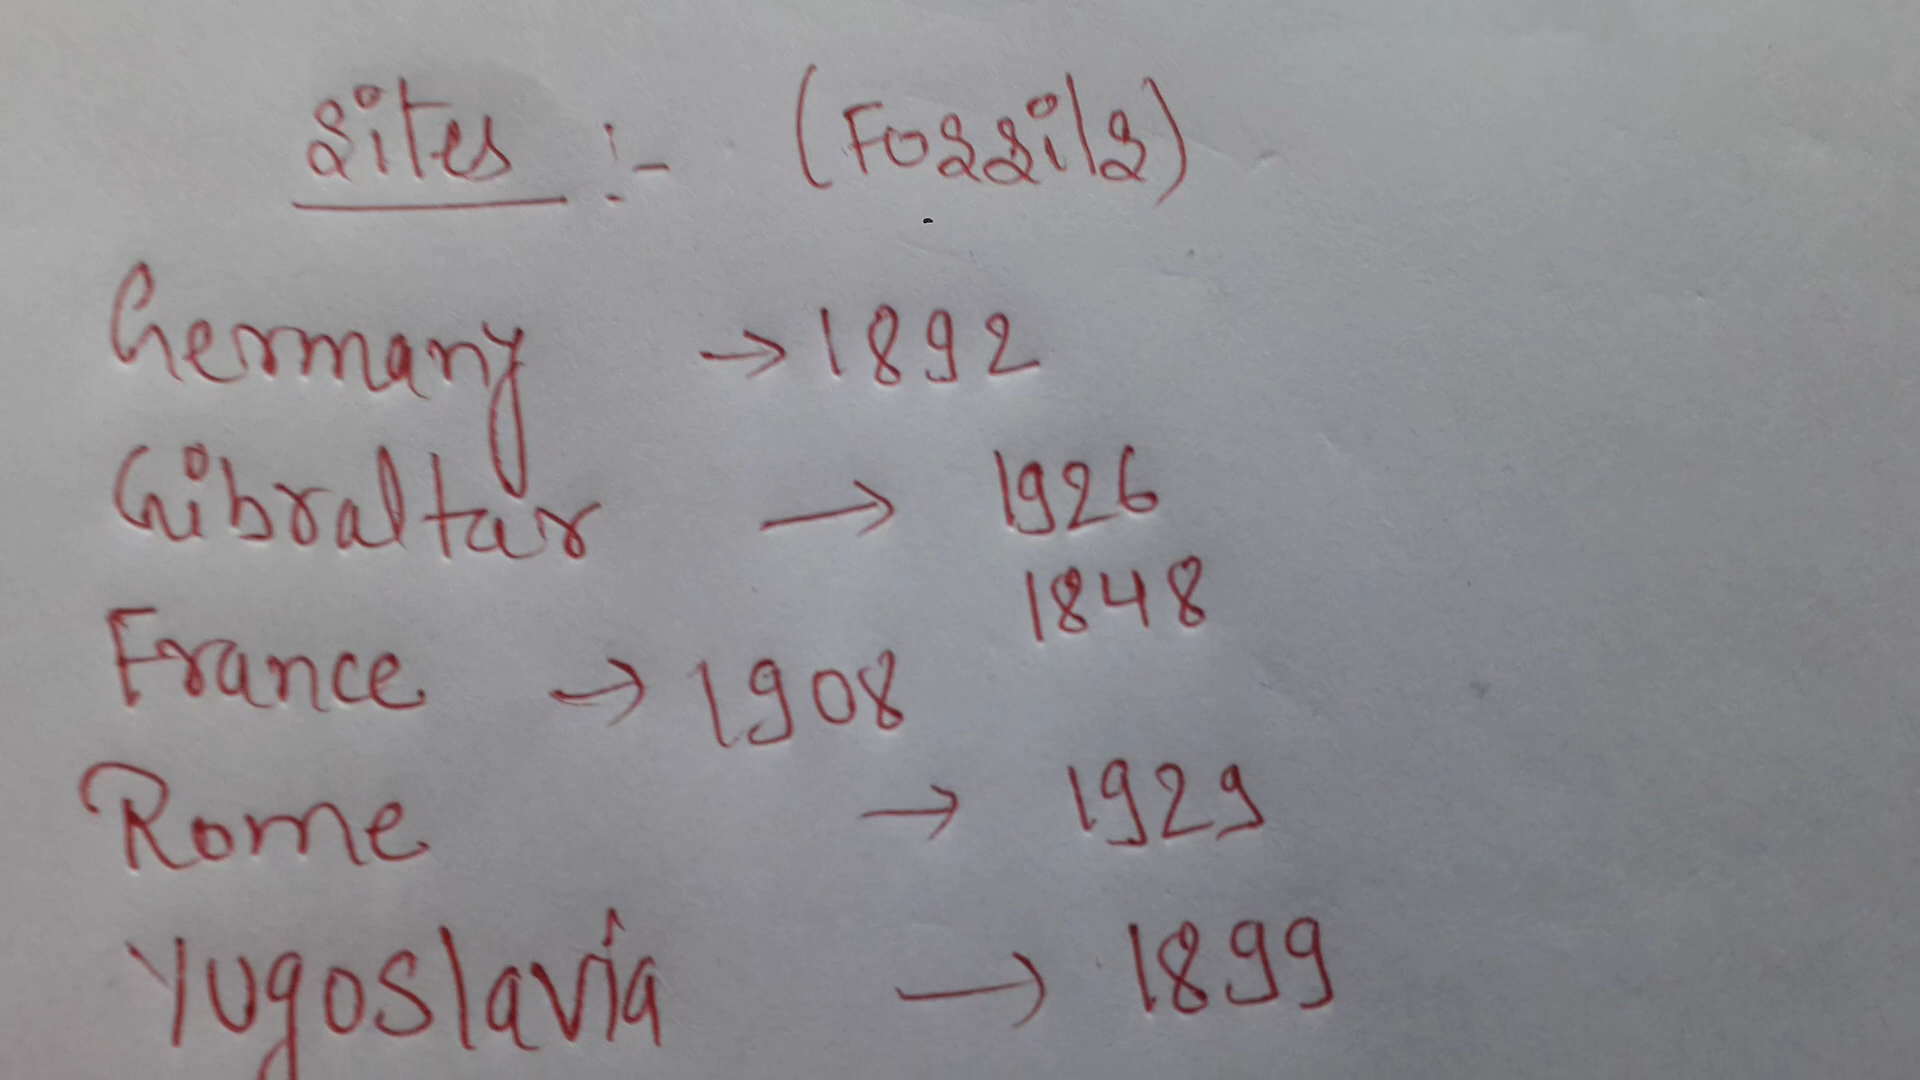 Sites :- (Fossils)
Germany → 1892
Gibraltar → 1926
1848
France → 1908
Rome → 1929
Yugoslavia → 1899